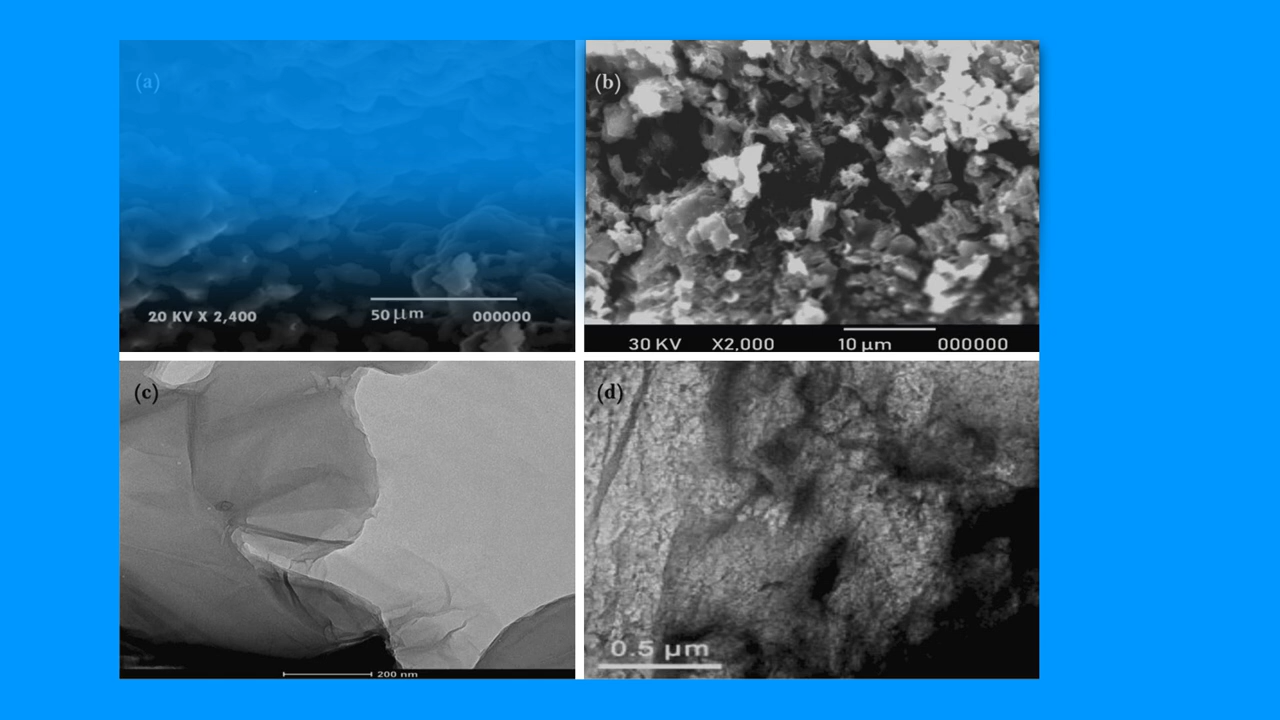 (a)
20 KV X 2,400 50 µm 000000
(b)
30 KV X2,000 10 µm 000000
(c)
200 nm
(d)
0.5 µm